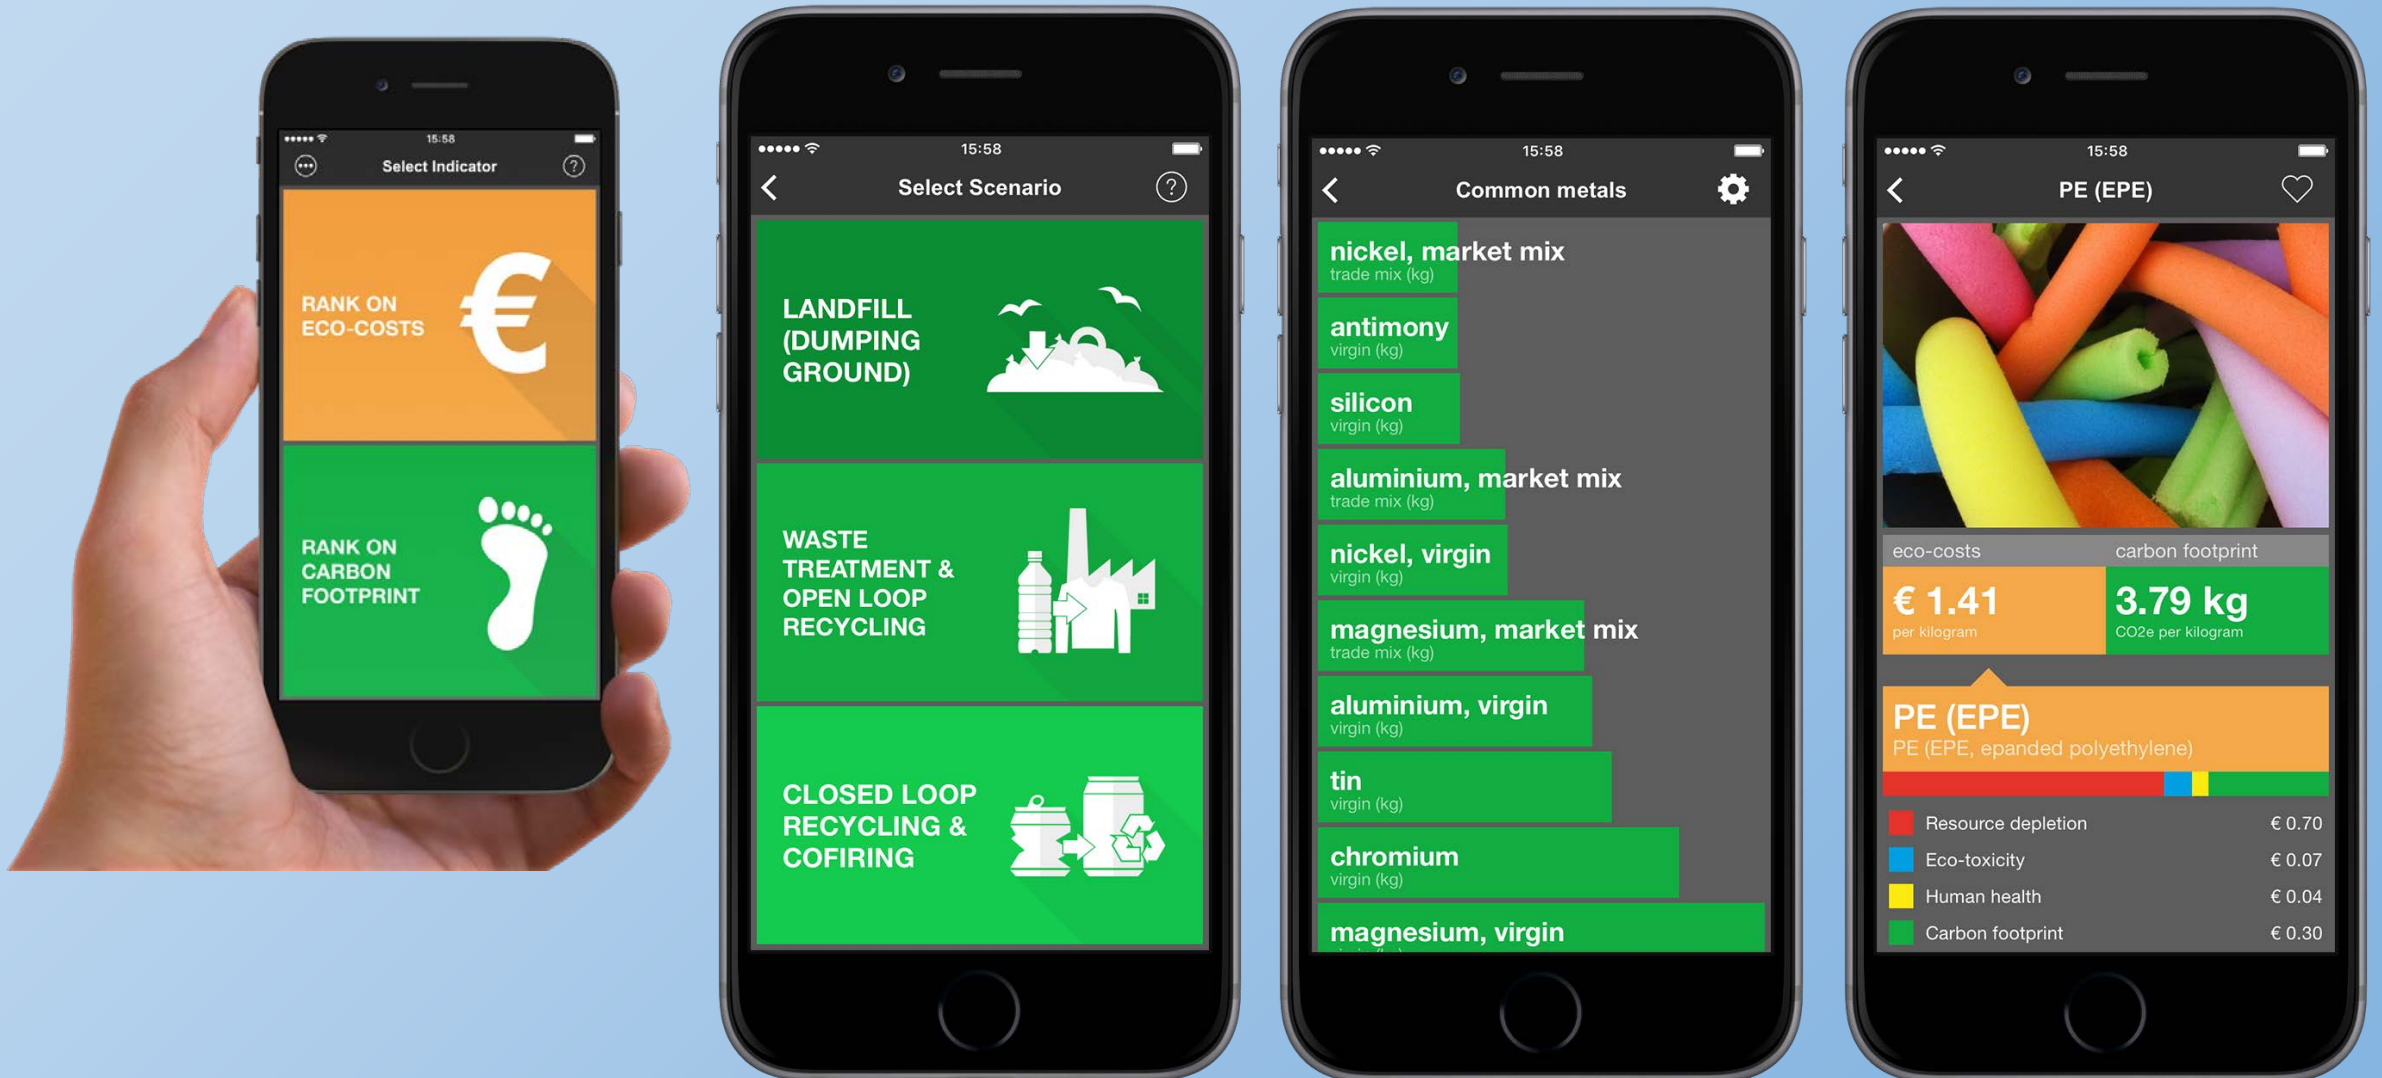 15:58
Select Indicator
?
RANK ON
ECO-COSTS
€
RANK ON
CARBON
FOOTPRINT
15:58
Select Scenario
?
LANDFILL
(DUMPING
GROUND)
WASTE
TREATMENT &
OPEN LOOP
RECYCLING
CLOSED LOOP
RECYCLING &
COFIRING
15:58
Common metals
nickel, market mix
trade mix (kg)
antimony
virgin (kg)
silicon
virgin (kg)
aluminium, market mix
trade mix (kg)
nickel, virgin
virgin (kg)
magnesium, market mix
trade mix (kg)
aluminium, virgin
virgin (kg)
tin
virgin (kg)
chromium
virgin (kg)
magnesium, virgin
15:58
PE (EPE)
eco-costs carbon footprint
€ 1.41 3.79 kg
per kilogram CO2e per kilogram
PE (EPE)
PE (EPE, epanded polyethylene)
Resource depletion € 0.70
Eco-toxicity € 0.07
Human health € 0.04
Carbon footprint € 0.30